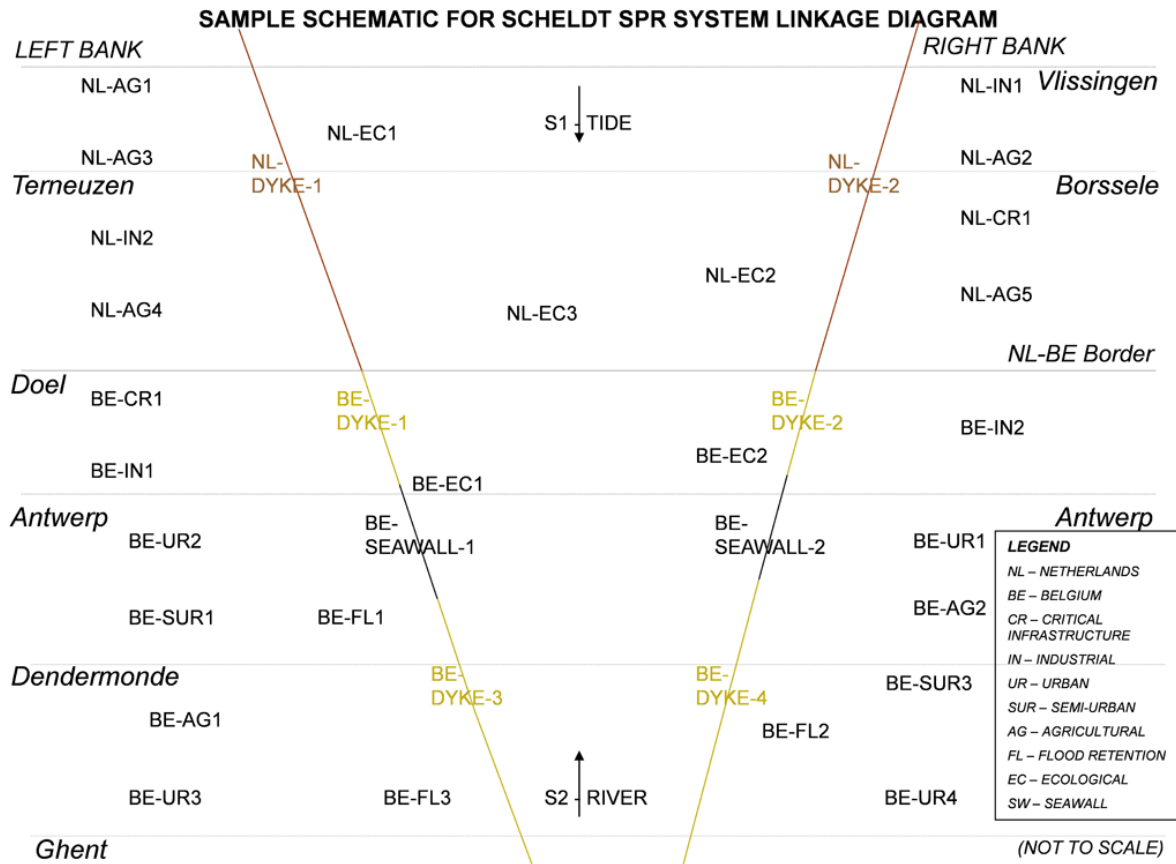 SAMPLE SCHEMATIC FOR SCHELDT SPR SYSTEM LINKAGE DIAGRAM
LEFT BANK
RIGHT BANK
NL-AG1
NL-IN1
Vlissingen
NL-EC1
S1 - TIDE
NL-AG3
NL-DYKE-1
NL-DYKE-2
NL-AG2
Terneuzen
Borssele
NL-CR1
NL-IN2
NL-EC2
NL-AG5
NL-AG4
NL-EC3
NL-BE Border
Doel
BE-CR1
BE-
DYKE-1
BE-
DYKE-2
BE-IN2
BE-IN1
BE-EC2
BE-EC1
Antwerp
Antwerp
BE-UR2
BE-
SEAWALL-1
BE-
SEAWALL-2
BE-UR1
BE-SUR1
BE-FL1
BE-AG2
Dendermonde
BE-
DYKE-3
BE-
DYKE-4
BE-SUR3
BE-AG1
BE-FL2
BE-UR3
BE-FL3
S2 - RIVER
BE-UR4
Ghent
LEGEND
NL – NETHERLANDS
BE – BELGIUM
CR – CRITICAL
INFRASTRUCTURE
IN – INDUSTRIAL
UR – URBAN
SUR – SEMI-URBAN
AG – AGRICULTURAL
FL – FLOOD RETENTION
EC – ECOLOGICAL
SW – SEAWALL
(NOT TO SCALE)